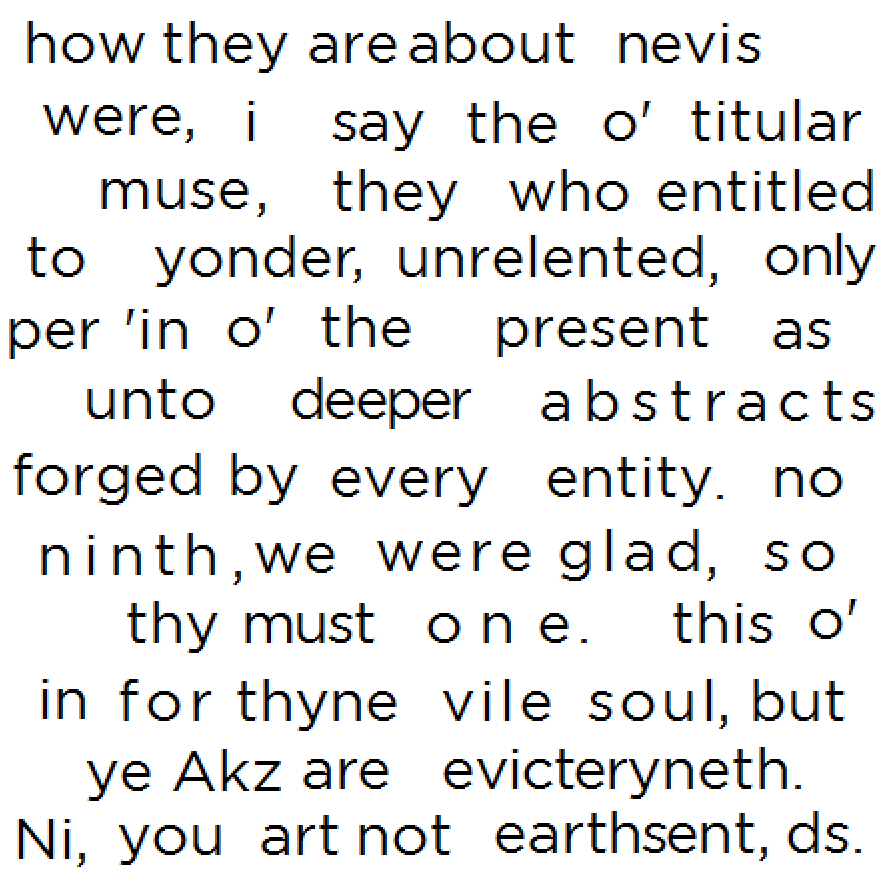 how they are about nevis
were, i say the o' titular
muse, they who entitled
to yonder, unrelented, only
per 'in o' the present as
unto deeper abstracts
forged by every entity. no
ninth, we were glad, so
thy must one. this o'
in for thyne vile soul, but
ye Akz are evicteryneth.
Ni, you art not earthsent, ds.